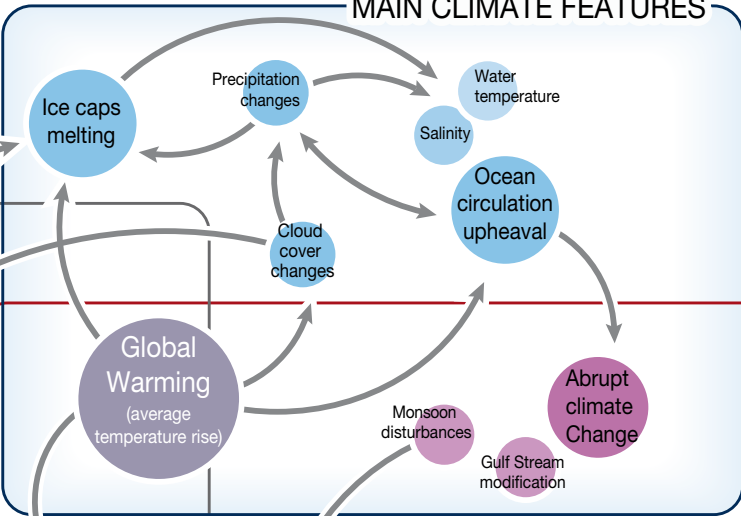 MAIN CLIMATE FEATURES
Ice caps
melting
Precipitation
changes
Water
temperature
Salinity
Ocean
circulation
upheaval
Cloud
cover
changes
Global
Warming
(average
temperature rise)
Monsoon
disturbances
Gulf Stream
modification
Abrupt
climate
Change